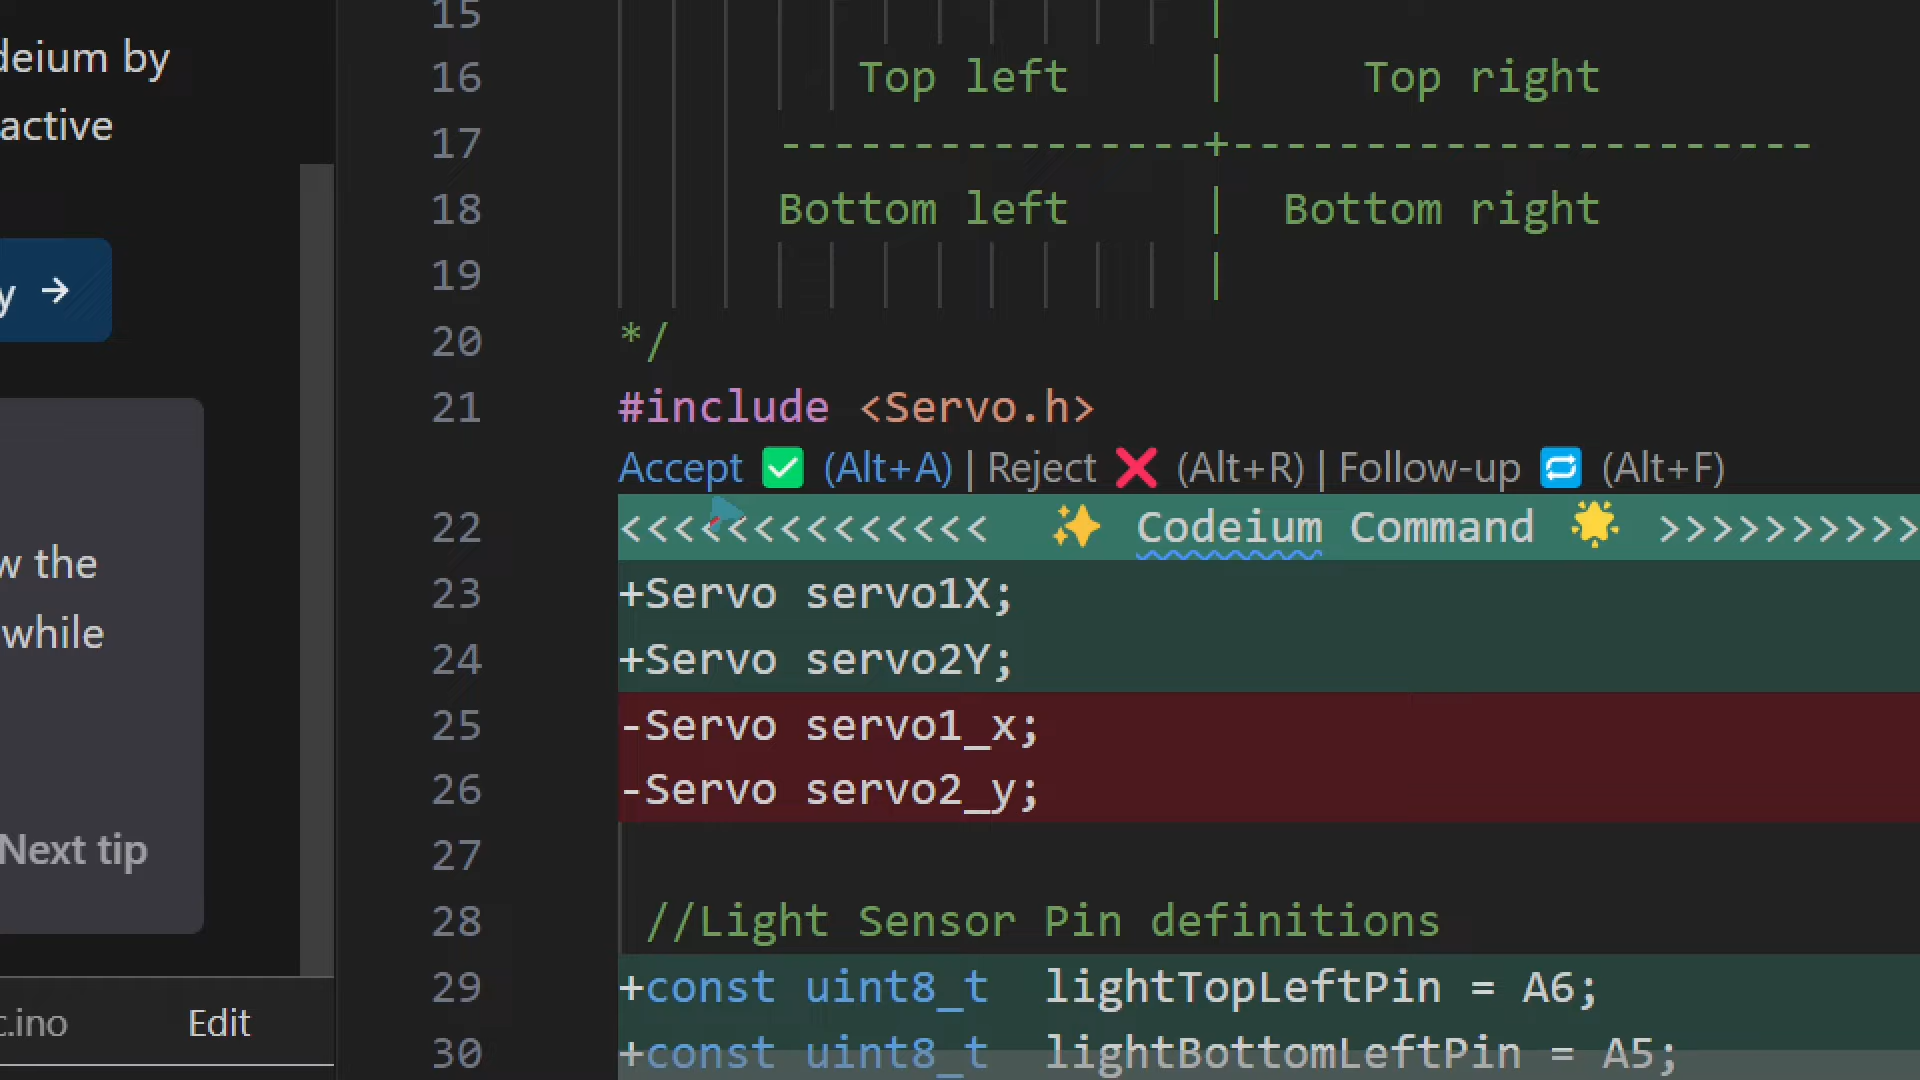 deium by
active
y →
w the
while
Next tip
c.ino Edit
15 |
16 Top left | Top right
17 ----------------+----------------------
18 Bottom left | Bottom right
19 |
20 */
21 #include <Servo.h>
Accept ✅ (Alt+A) | Reject ❌ (Alt+R) | Follow-up 🔁 (Alt+F)
22 <<<<<<<<<<<<<< ✨ Codeium Command 🌟 >>>>>>>>>>
23 +Servo servo1X;
24 +Servo servo2Y;
25 -Servo servo1_x;
26 -Servo servo2_y;
27
28 //Light Sensor Pin definitions
29 +const uint8_t lightTopLeftPin = A6;
30 +const uint8_t lightBottomLeftPin = A5;